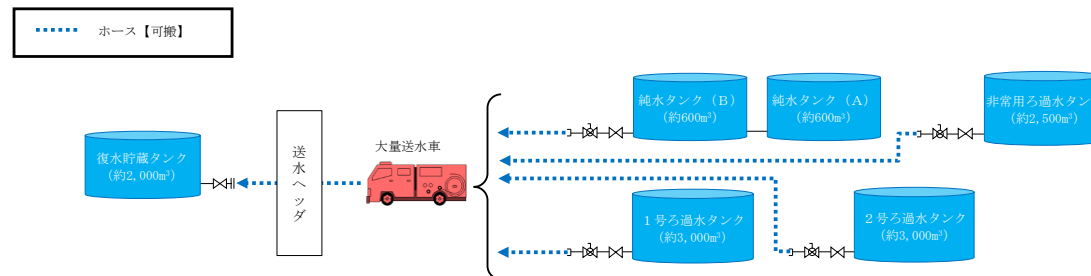 ホース【可搬】
復水貯蔵タンク
(約2,000m³)
送水ヘッダ
大量送水車
純水タンク（B）
(約600m³)
純水タンク（A）
(約600m³)
非常用ろ過水タンク
(約2,500m³)
１号ろ過水タンク
(約3,000m³)
２号ろ過水タンク
(約3,000m³)